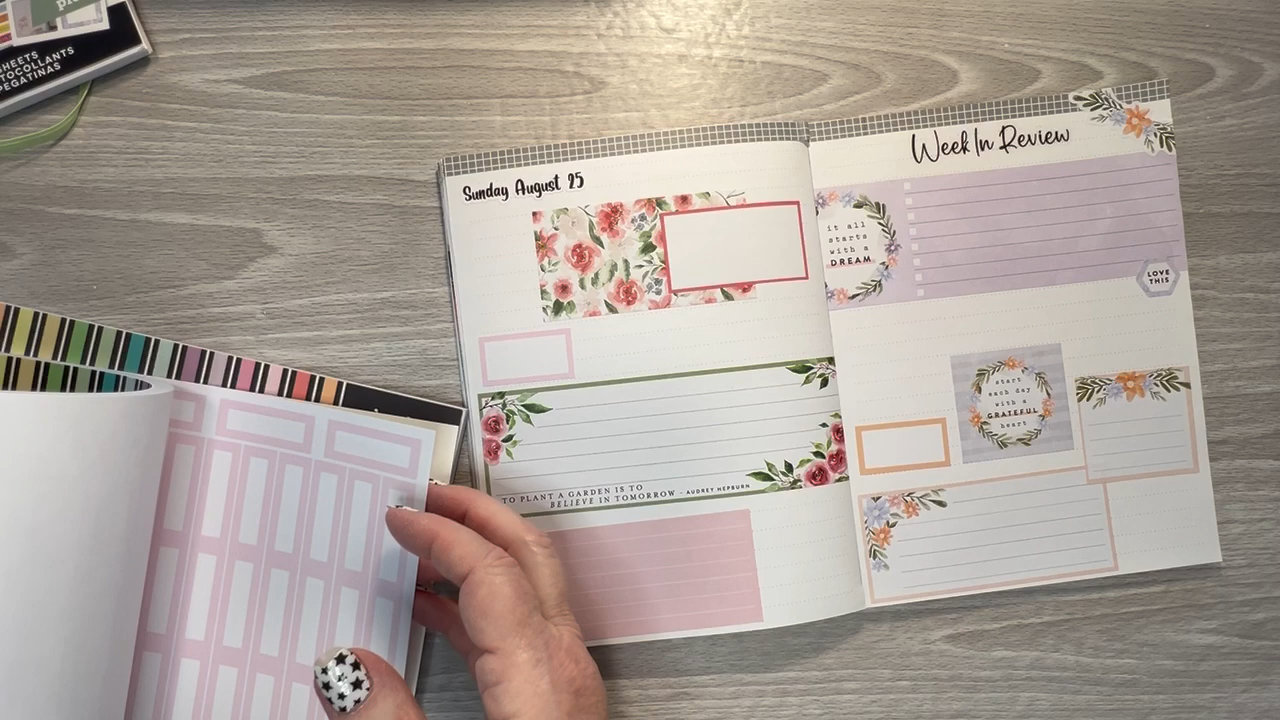 SHEETS
TOCOLLANTS
PEGATINAS
Sunday August 25
TO PLANT A GARDEN IS TO
BELIEVE IN TOMORROW - AUDREY HEPBURN
Week In Review
it all
starts
with a
DREAM
LOVE
THIS
start
each day
with a
GRATEFUL
heart